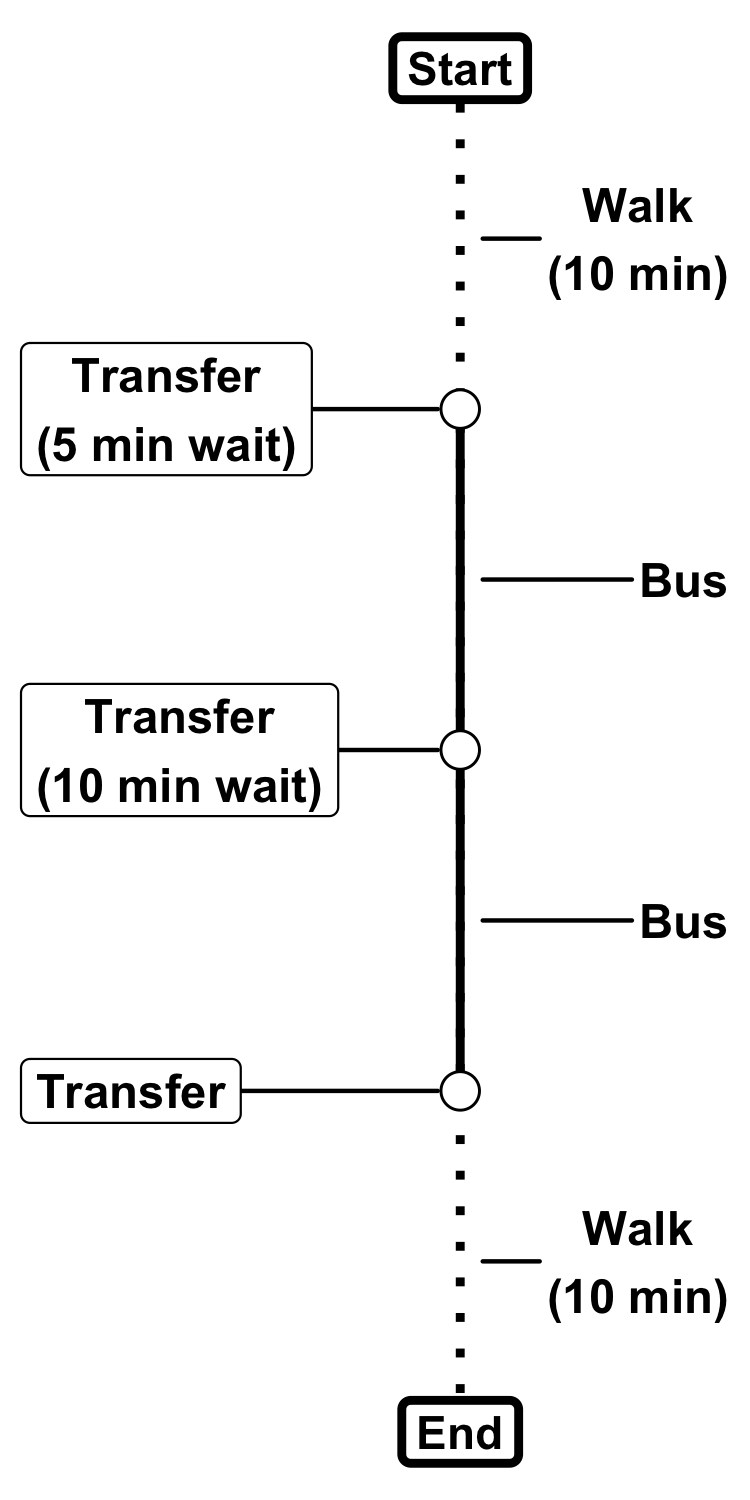 Start
Walk
(10 min)
Transfer
(5 min wait)
Bus
Transfer
(10 min wait)
Bus
Transfer
Walk
(10 min)
End